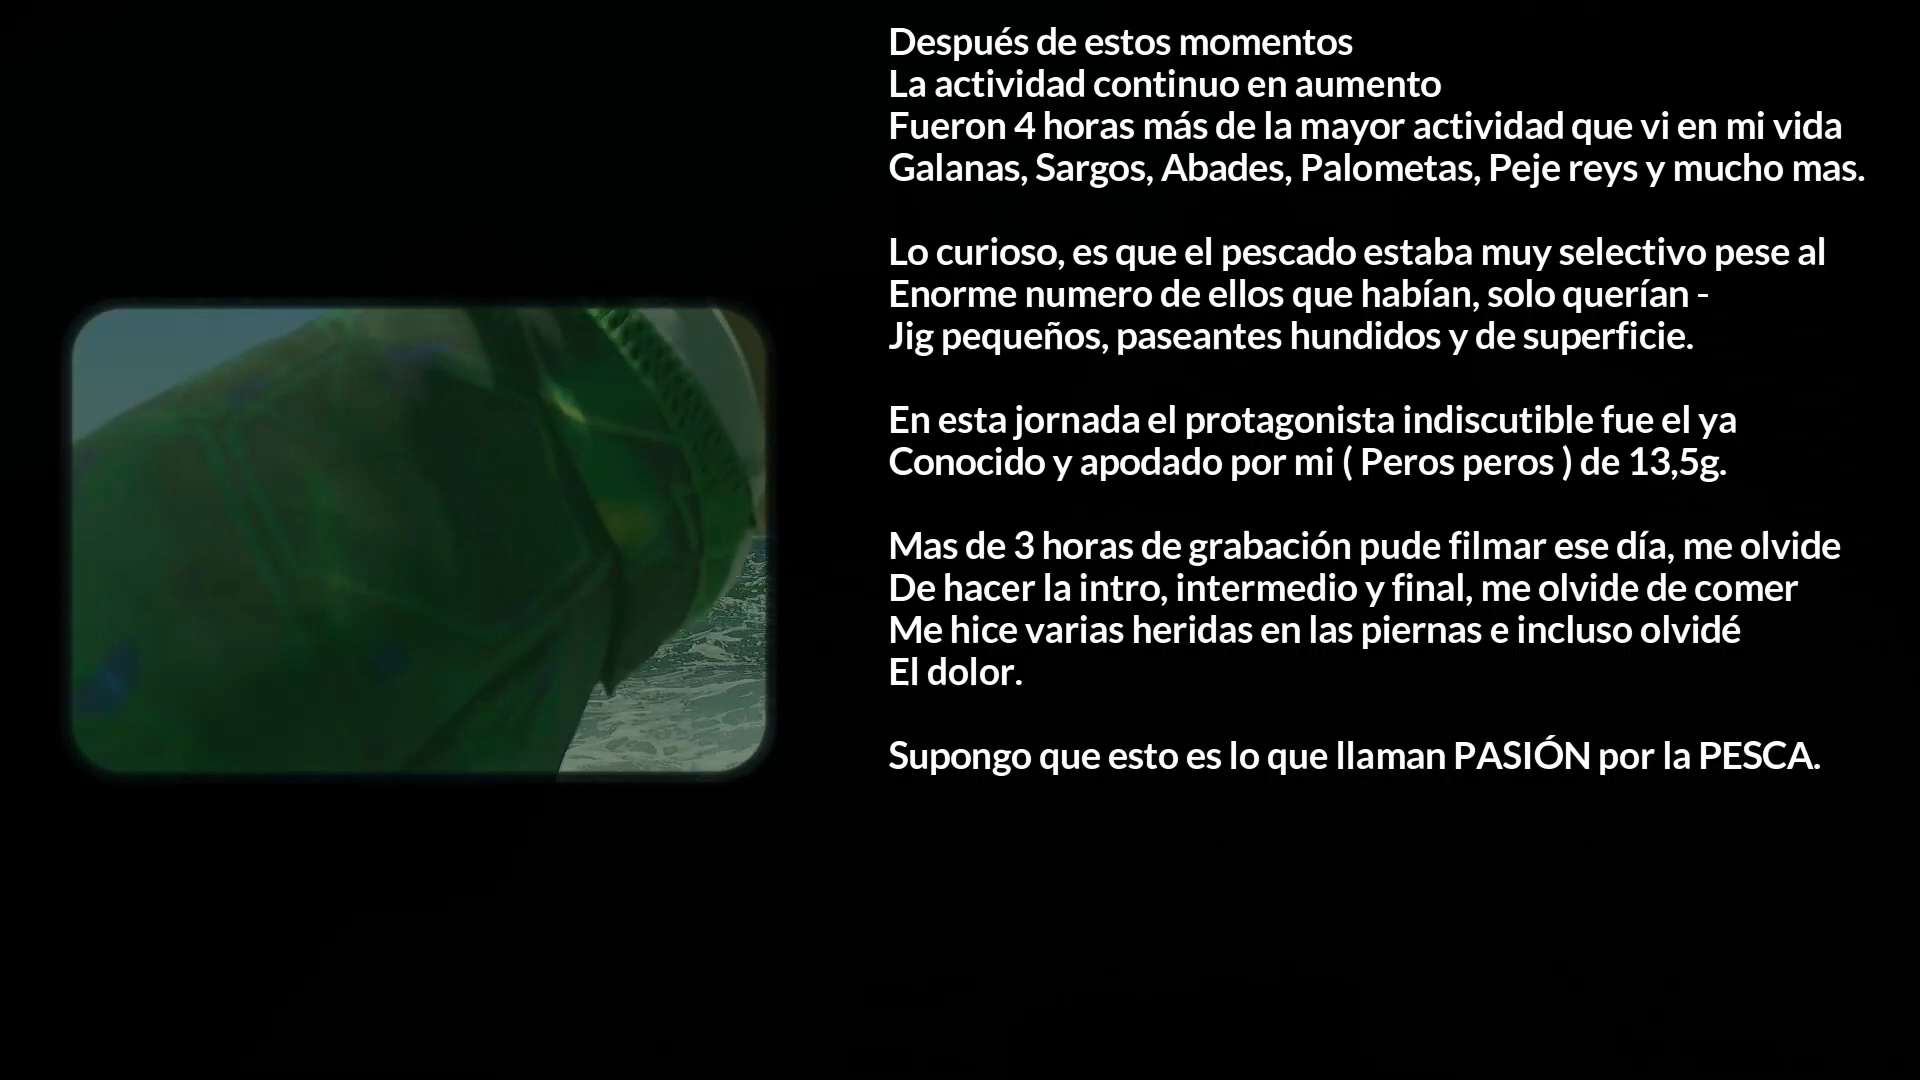 Después de estos momentos
La actividad continuo en aumento
Fueron 4 horas más de la mayor actividad que vi en mi vida
Galanas, Sargos, Abades, Palometas, Peje reys y mucho mas.
Lo curioso, es que el pescado estaba muy selectivo pese al
Enorme numero de ellos que habían, solo querían -
Jig pequeños, paseantes hundidos y de superficie.
En esta jornada el protagonista indiscutible fue el ya
Conocido y apodado por mi ( Peros peros ) de 13,5g.
Mas de 3 horas de grabación pude filmar ese día, me olvide
De hacer la intro, intermedio y final, me olvide de comer
Me hice varias heridas en las piernas e incluso olvidé
El dolor.
Supongo que esto es lo que llaman PASIÓN por la PESCA.